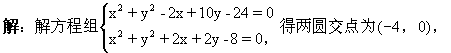 解：解方程组{x² + y² - 2x + 10y - 24 = 0
x² + y² + 2x + 2y - 8 = 0， 得两圆交点为(−4，0)，